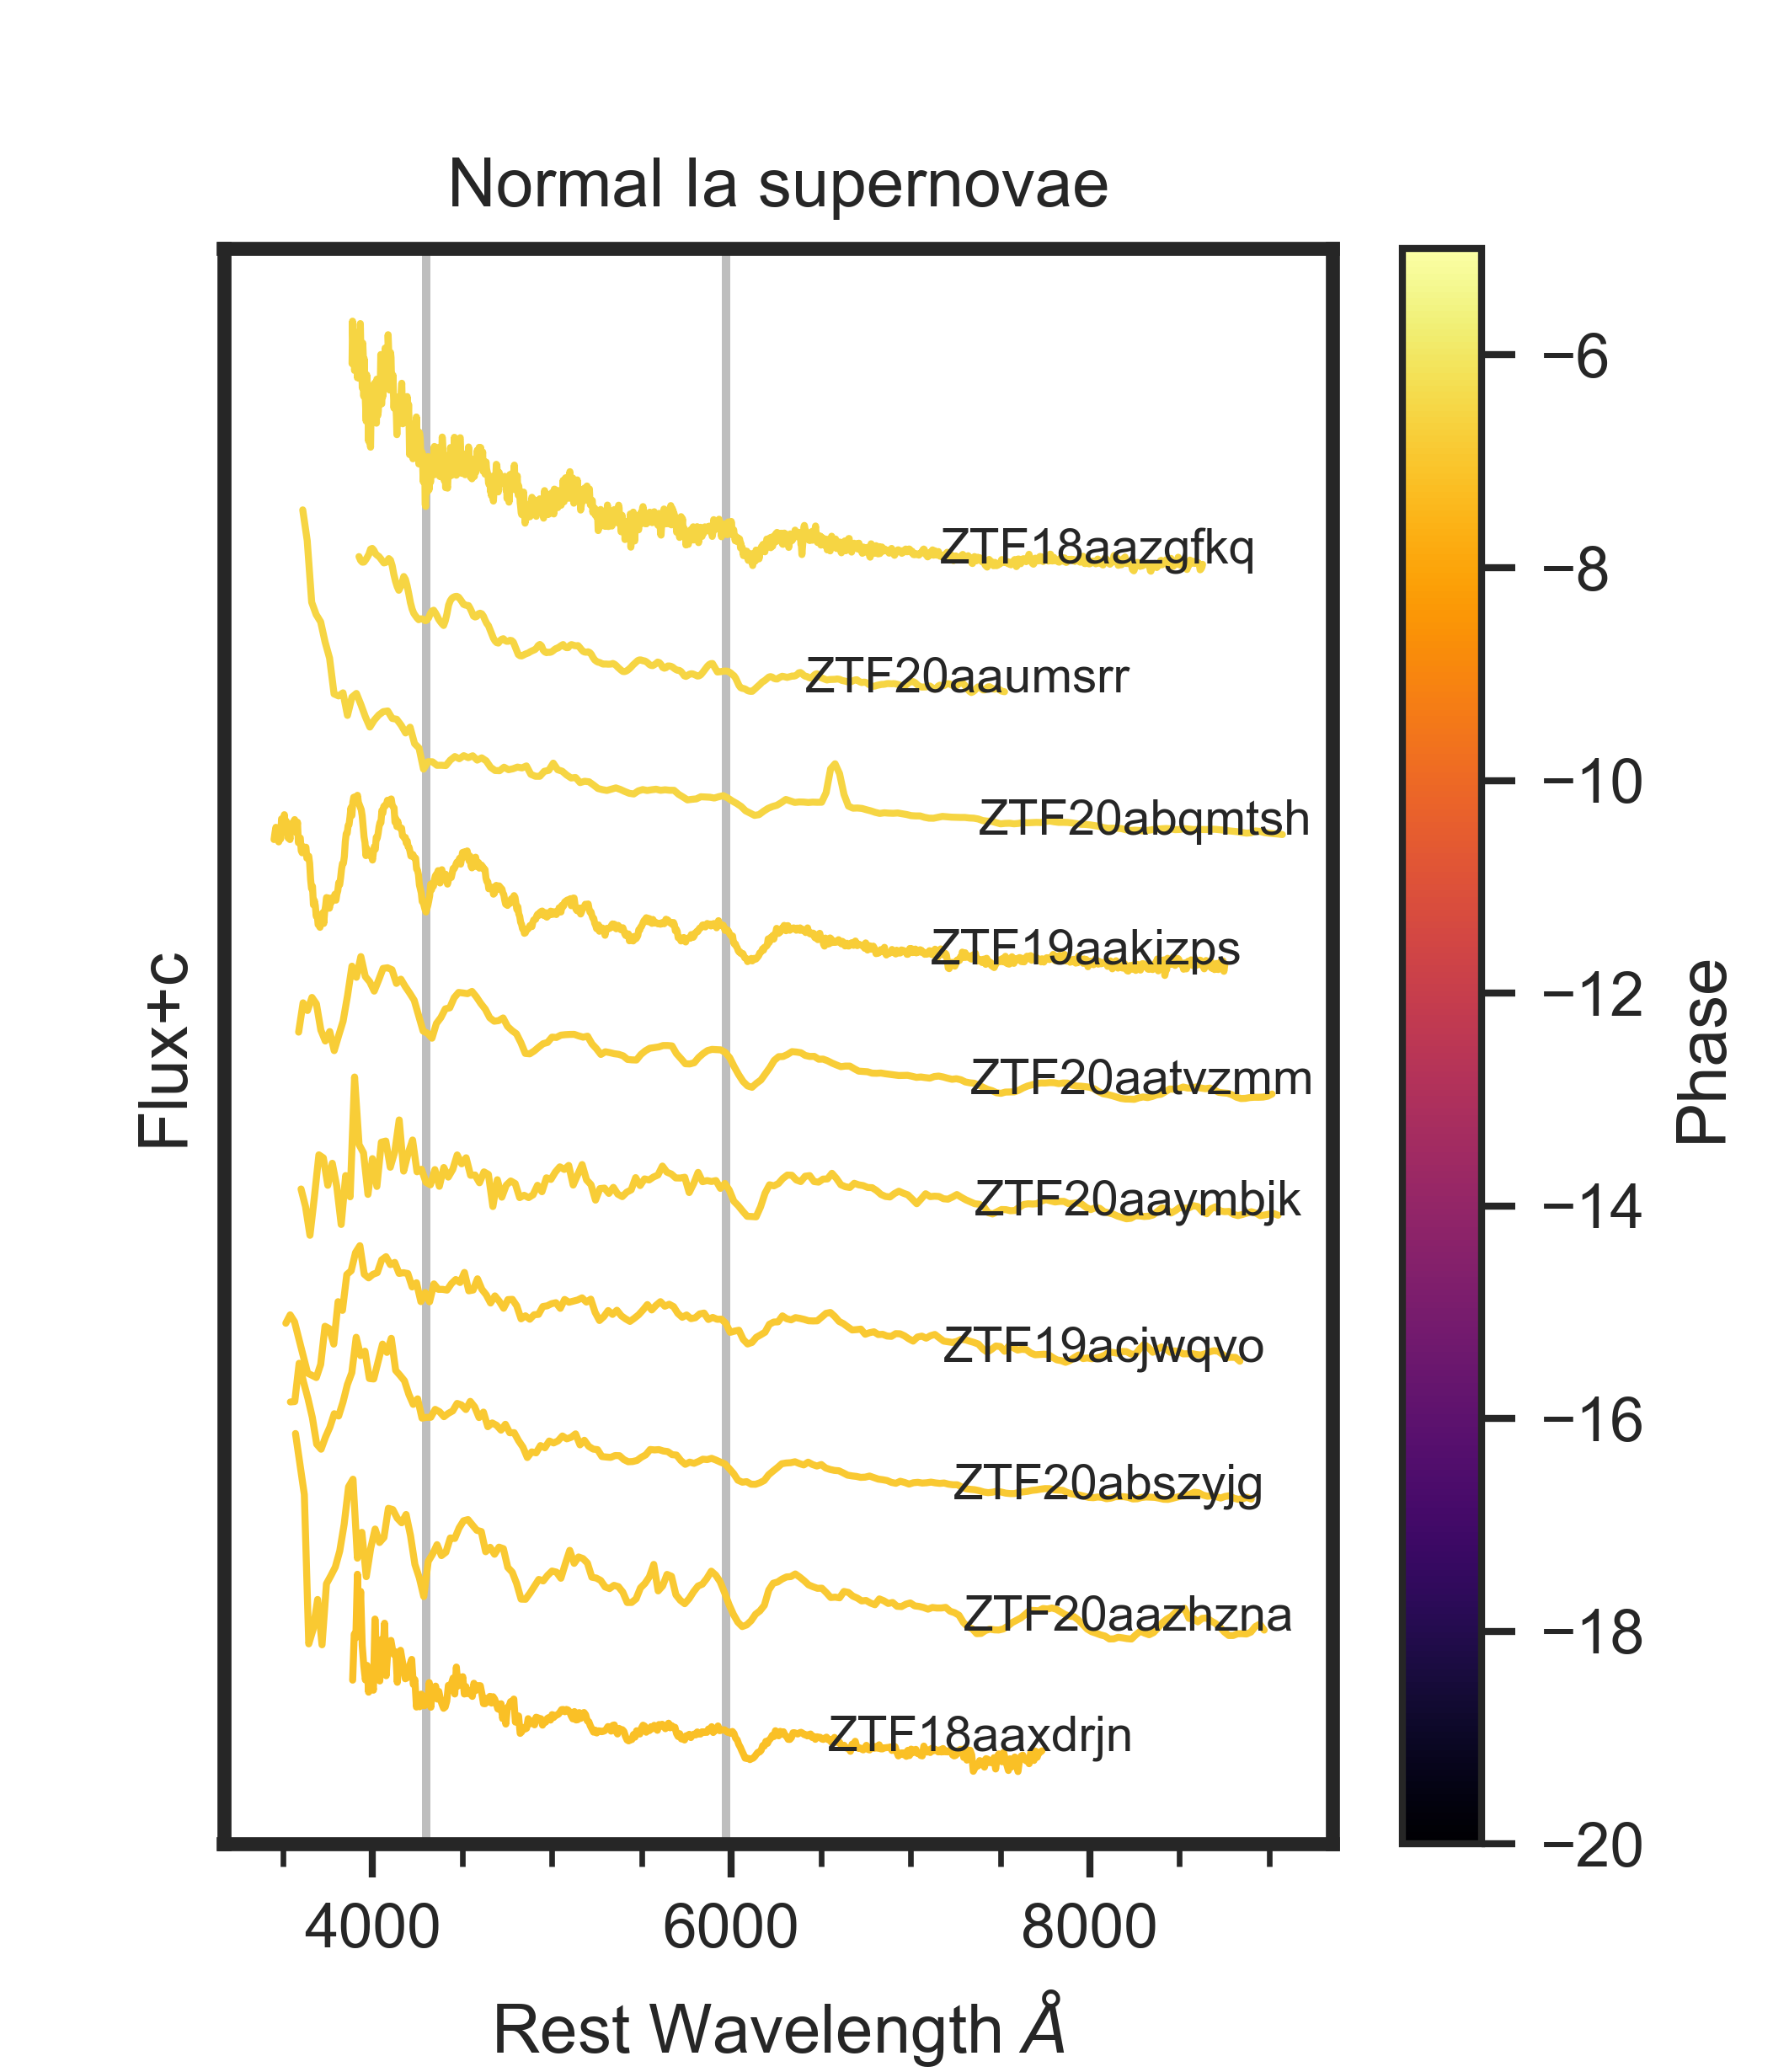 Normal Ia supernovae
ZTF18aazgfkq
ZTF20aaumsrr
ZTF20abqmtsh
ZTF19aakizps
ZTF20aatvzmm
ZTF20aaymbjk
ZTF19acjwqvo
ZTF20abszyjg
ZTF20aazhzna
ZTF18aaxdrjn
Flux+c
4000 6000 8000
Rest Wavelength Å
−6
−8
−10
−12
−14
−16
−18
−20
Phase